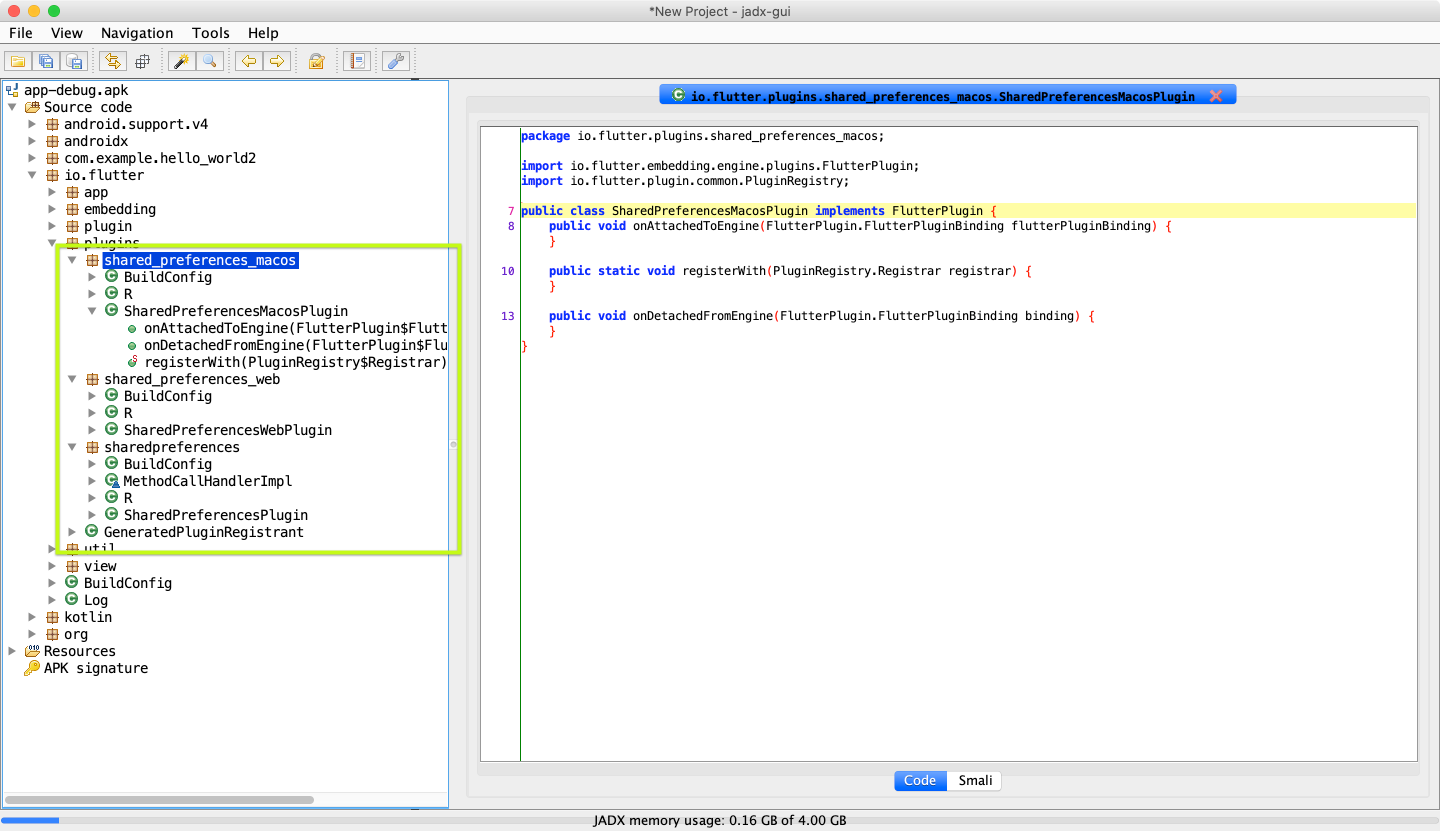 *New Project - jadx-gui
File View Navigation Tools Help
app-debug.apk
Source code
android.support.v4
androidx
com.example.hello_world2
io.flutter
app
embedding
plugin
plugins
shared_preferences_macos
BuildConfig
R
SharedPreferencesMacosPlugin
onAttachedToEngine(FlutterPlugin$Flutt
onDetachedFromEngine(FlutterPlugin$Flu
registerWith(PluginRegistry$Registrar)
shared_preferences_web
BuildConfig
R
SharedPreferencesWebPlugin
sharedpreferences
BuildConfig
MethodCallHandlerImpl
R
SharedPreferencesPlugin
GeneratedPluginRegistrant
util
view
BuildConfig
Log
kotlin
org
Resources
APK signature
io.flutter.plugins.shared_preferences_macos.SharedPreferencesMacosPlugin
package io.flutter.plugins.shared_preferences_macos;
import io.flutter.embedding.engine.plugins.FlutterPlugin;
import io.flutter.plugin.common.PluginRegistry;
7 public class SharedPreferencesMacosPlugin implements FlutterPlugin {
8 public void onAttachedToEngine(FlutterPlugin.FlutterPluginBinding flutterPluginBinding) {
}
10 public static void registerWith(PluginRegistry.Registrar registrar) {
}
13 public void onDetachedFromEngine(FlutterPlugin.FlutterPluginBinding binding) {
}
}
Code Smali
JADX memory usage: 0.16 GB of 4.00 GB